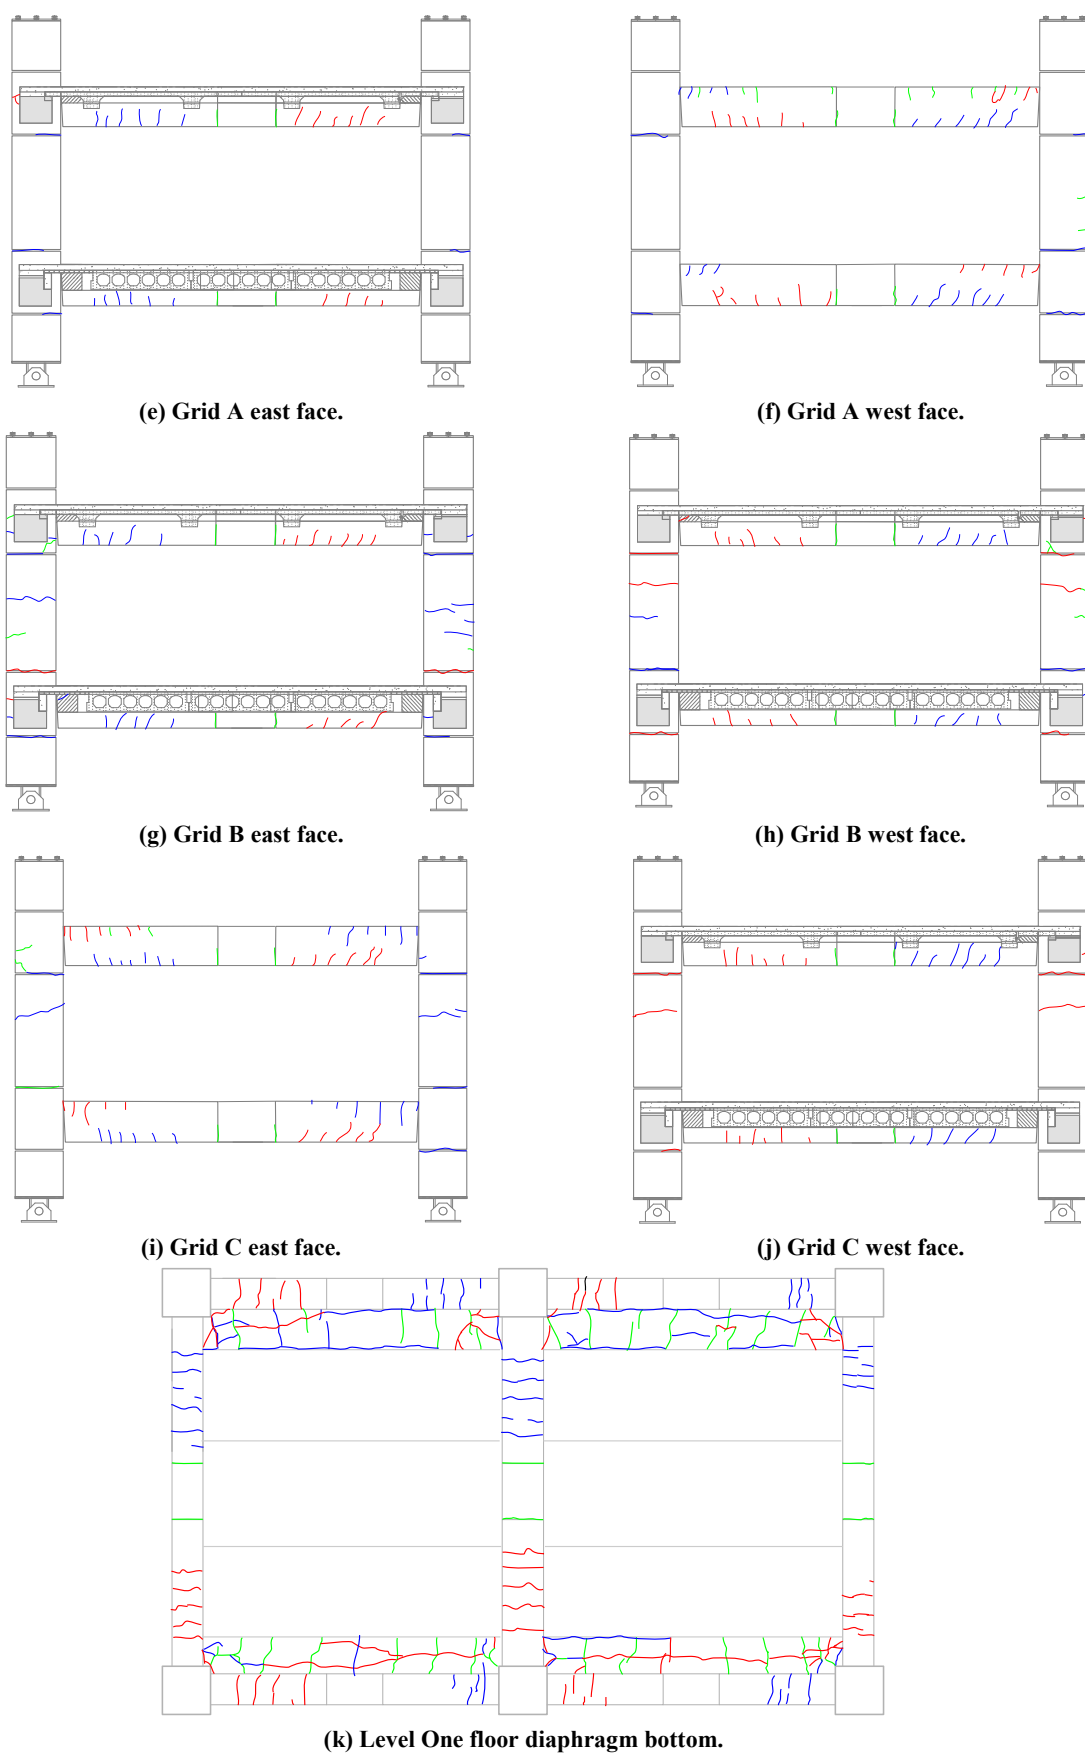 (e) Grid A east face.
(f) Grid A west face.
(g) Grid B east face.
(h) Grid B west face.
(i) Grid C east face.
(j) Grid C west face.
(k) Level One floor diaphragm bottom.